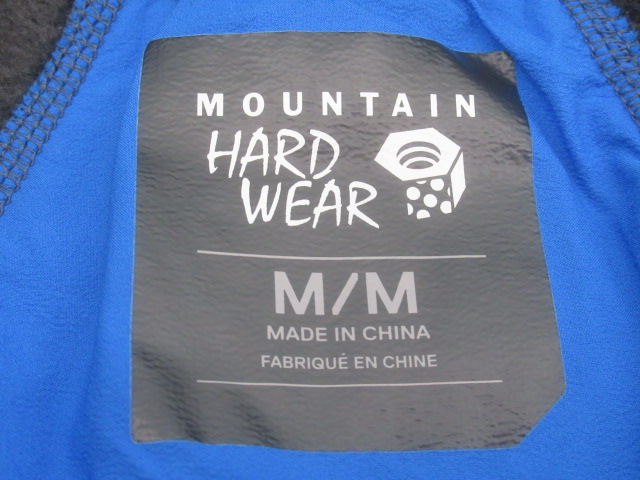 MOUNTAIN
HARD
WEAR
M/M
MADE IN CHINA
FABRIQUÉ EN CHINE